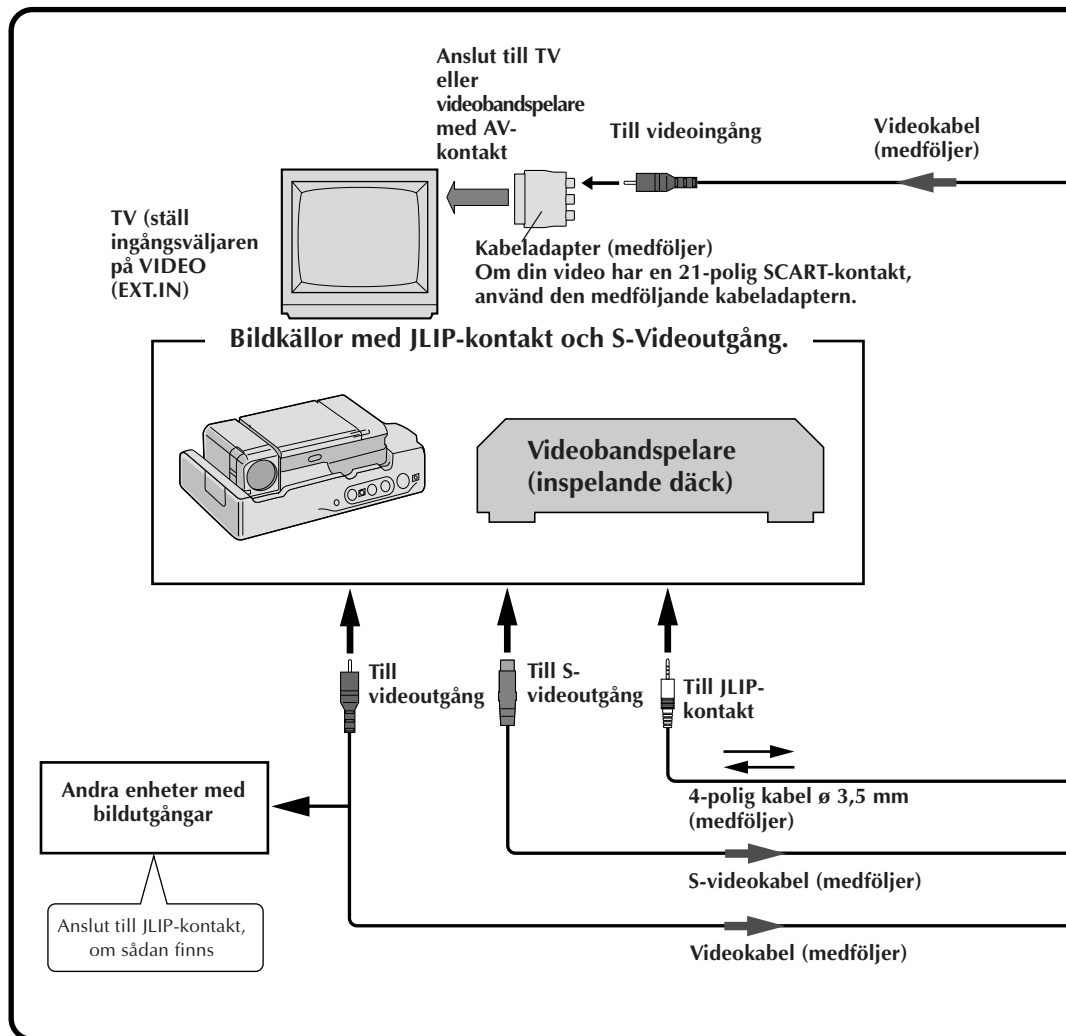 Anslut till TV
eller
videobandspelare
med AV-
kontakt
Till videoingång
Videokabel
(medföljer)
TV (ställ
ingångsväljaren
på VIDEO
(EXT.IN)
Kabeladapter (medföljer)
Om din video har en 21-polig SCART-kontakt,
använd den medföljande kabeladaptern.
Bildkällor med JLIP-kontakt och S-Videoutgång.
Videobandspelare
(inspelande däck)
Till
videoutgång
Till S-
videoutgång
Till JLIP-
kontakt
Andra enheter med
bildutgångar
4-polig kabel ø 3,5 mm
(medföljer)
S-videokabel (medföljer)
Anslut till JLIP-kontakt,
om sådan finns
Videokabel (medföljer)